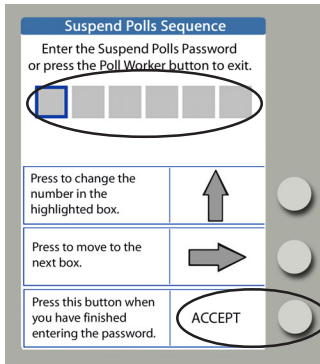 Suspend Polls Sequence
Enter the Suspend Polls Password
or press the Poll Worker button to exit.
Press to change the
number in the
highlighted box.
Press to move to the
next box.
Press this button when
you have finished
entering the password.
ACCEPT